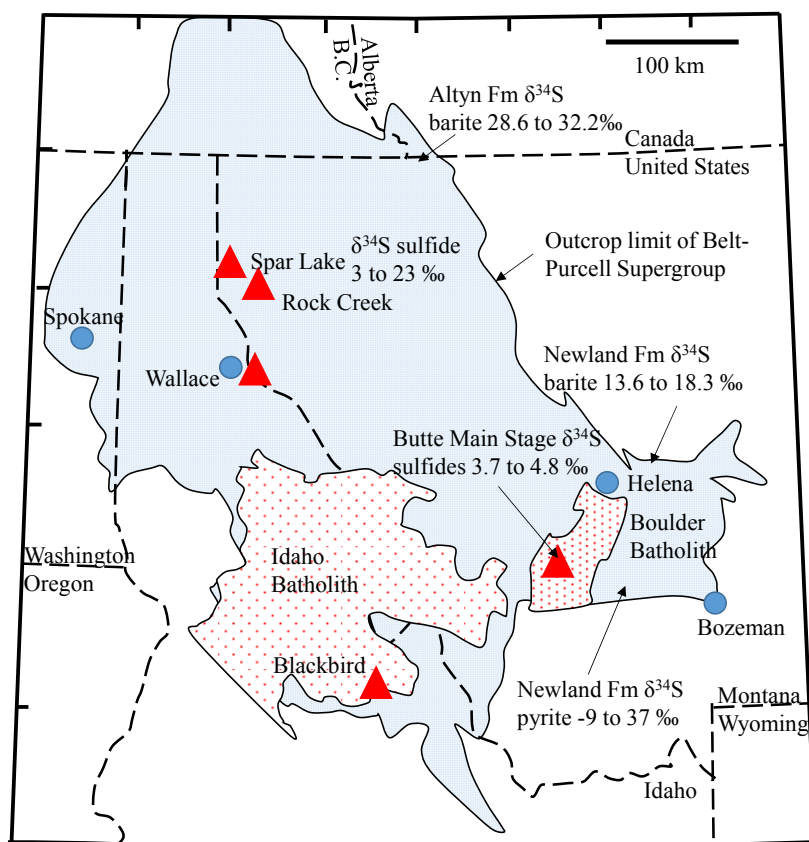 Alberta
B.C.
100 km
Altyn Fm δ³⁴S
barite 28.6 to 32.2‰
Canada
United States
Spar Lake
δ³⁴S sulfide
3 to 23 ‰
Rock Creek
Outcrop limit of Belt-
Purcell Supergroup
Spokane
Wallace
Newland Fm δ³⁴S
barite 13.6 to 18.3 ‰
Butte Main Stage δ³⁴S
sulfides 3.7 to 4.8 ‰
Helena
Boulder
Batholith
Washington
Oregon
Idaho
Batholith
Bozeman
Blackbird
Newland Fm δ³⁴S
pyrite -9 to 37 ‰
Montana
Wyoming
Idaho